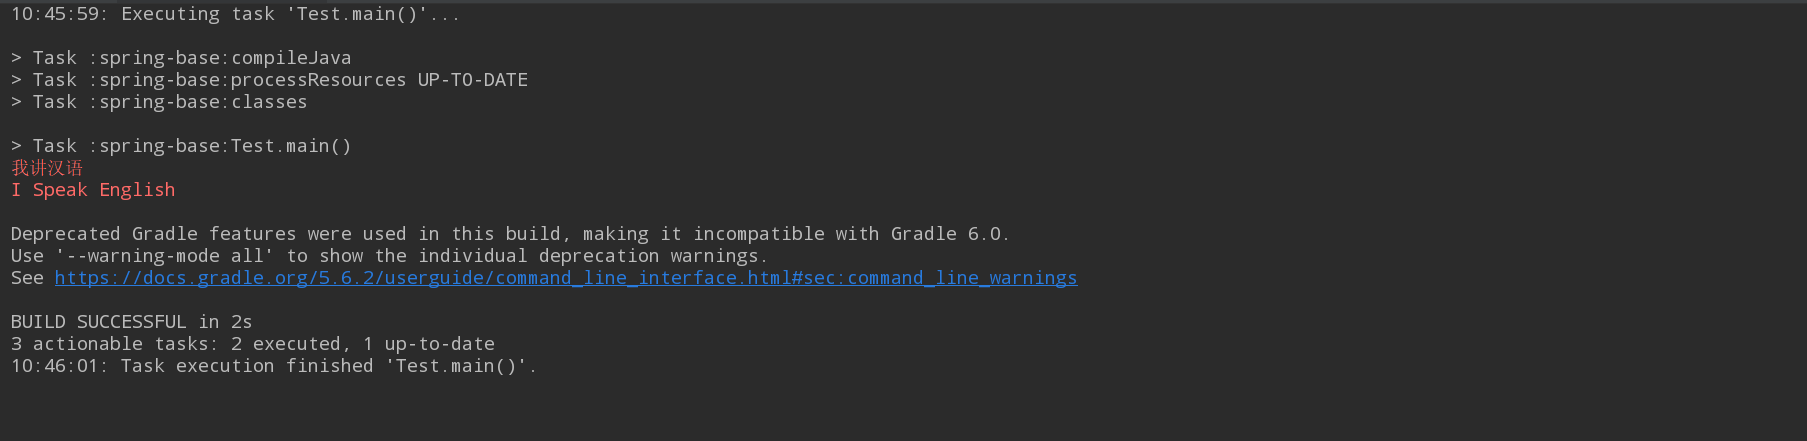 10:45:59: Executing task 'Test.main()'...
> Task :spring-base:compileJava
> Task :spring-base:processResources UP-TO-DATE
> Task :spring-base:classes
> Task :spring-base:Test.main()
我讲汉语
I Speak English
Deprecated Gradle features were used in this build, making it incompatible with Gradle 6.0.
Use '--warning-mode all' to show the individual deprecation warnings.
See https://docs.gradle.org/5.6.2/userguide/command_line_interface.html#sec:command_line_warnings
BUILD SUCCESSFUL in 2s
3 actionable tasks: 2 executed, 1 up-to-date
10:46:01: Task execution finished 'Test.main()'.